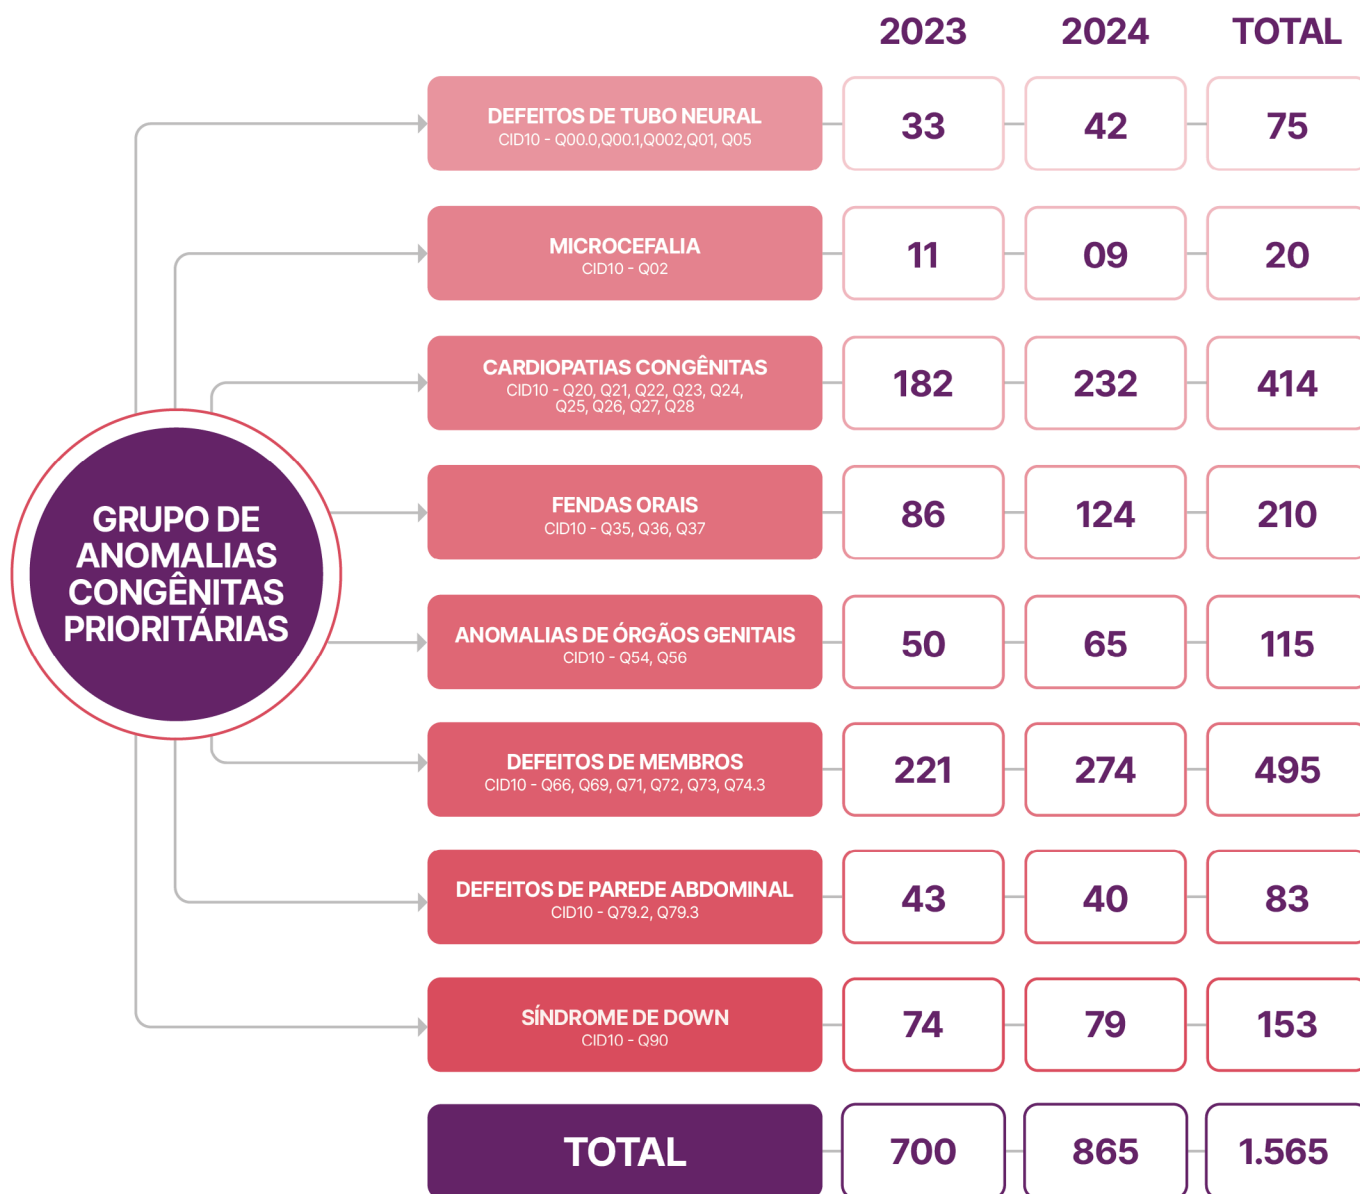 2023 2024 TOTAL
DEFEITOS DE TUBO NEURAL
CID10 - Q00.0,Q00.1,Q002,Q01, Q05
33 42 75
MICROCEFALIA
CID10 - Q02
11 09 20
CARDIOPATIAS CONGÊNITAS
CID10 - Q20, Q21, Q22, Q23, Q24,
Q25, Q26, Q27, Q28
182 232 414
GRUPO DE
ANOMALIAS
CONGÊNITAS
PRIORITÁRIAS
FENDAS ORAIS
CID10 - Q35, Q36, Q37
86 124 210
ANOMALIAS DE ÓRGÃOS GENITAIS
CID10 - Q54, Q56
50 65 115
DEFEITOS DE MEMBROS
CID10 - Q66, Q69, Q71, Q72, Q73, Q74.3
221 274 495
DEFEITOS DE PAREDE ABDOMINAL
CID10 - Q79.2, Q79.3
43 40 83
SÍNDROME DE DOWN
CID10 - Q90
74 79 153
TOTAL
700 865 1.565